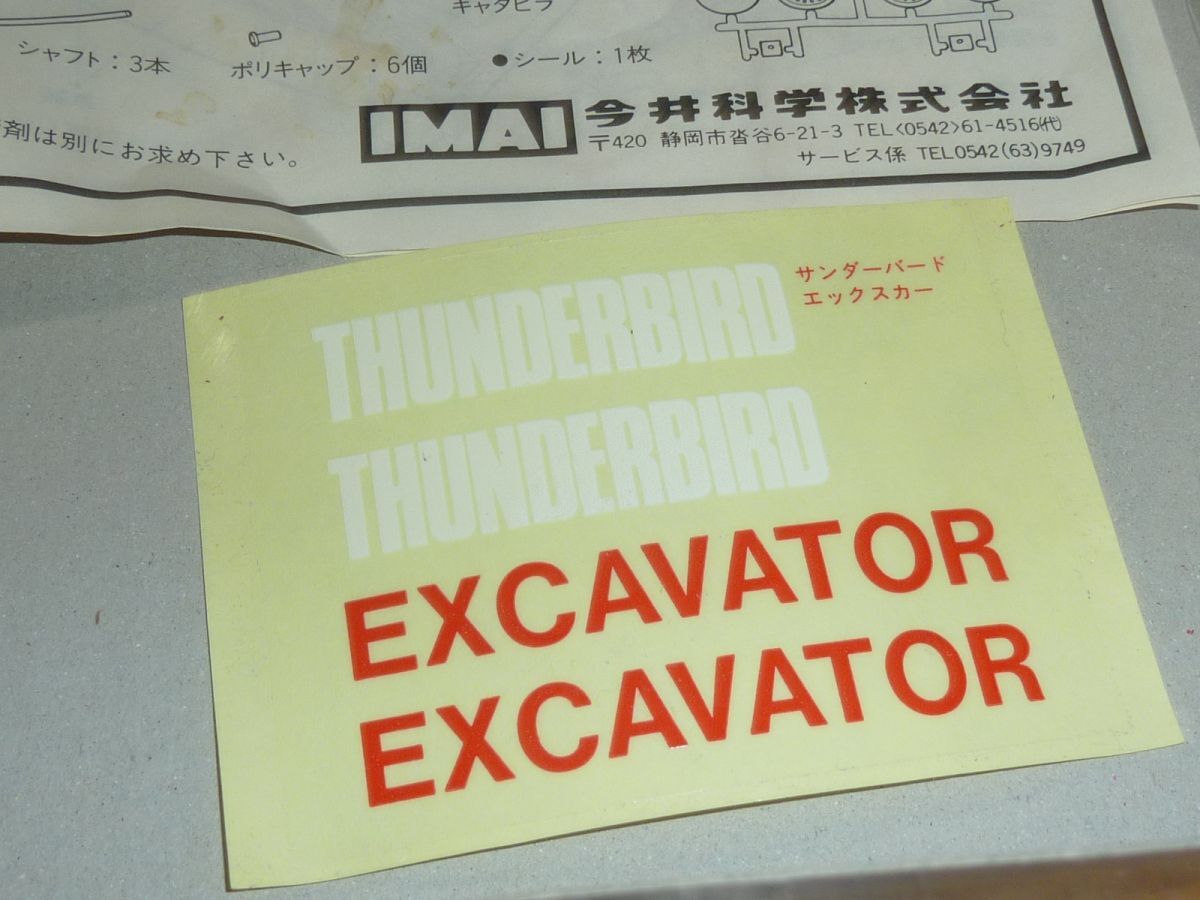 キャタピラ
シャフト：3本
ポリキャップ：6個
●シール：1枚
剤は別にお求め下さい。
IMAI 今井科学株式会社
〒420 静岡市沓谷6-21-3 TEL<0542>61-4516㈹
サービス係 TEL0542(63)9749
サンダーバード
エックスカー
THUNDERBIRD
THUNDERBIRD
EXCAVATOR
EXCAVATOR